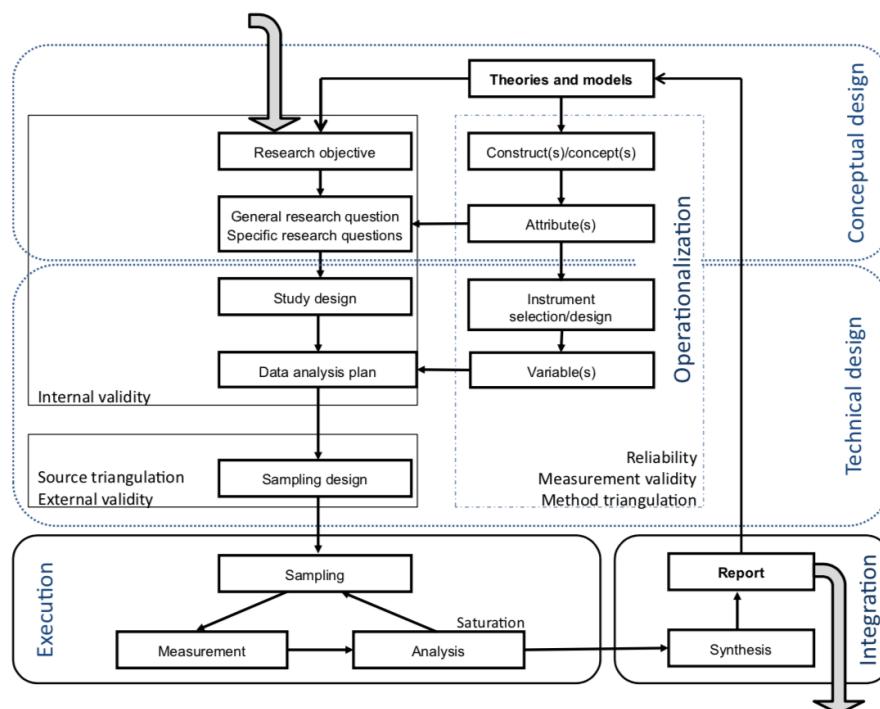 Theories and models
Conceptual design
Research objective
Construct(s)/concept(s)
General research question
Specific research questions
Attribute(s)
Operationalization
Study design
Instrument
selection/design
Technical design
Data analysis plan
Variable(s)
Internal validity
Source triangulation
External validity
Sampling design
Reliability
Measurement validity
Method triangulation
Execution
Sampling
Saturation
Measurement
Analysis
Report
Synthesis
Integration